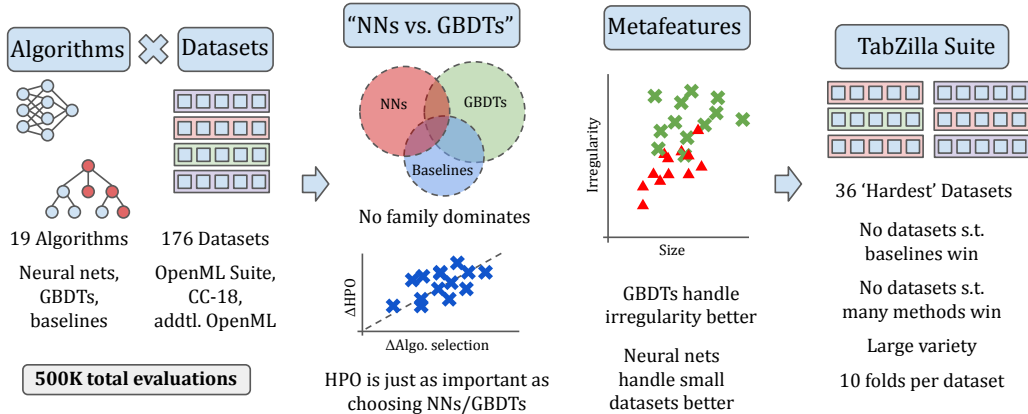 Algorithms
Datasets
19 Algorithms
Neural nets,
GBDTs,
baselines
176 Datasets
OpenML Suite,
CC-18,
addtl. OpenML
500K total evaluations
“NNs vs. GBDTs”
NNs
GBDTs
Baselines
No family dominates
ΔHPO
ΔAlgo. selection
HPO is just as important as
choosing NNs/GBDTs
Metafeatures
Irregularity
Size
GBDTs handle
irregularity better
Neural nets
handle small
datasets better
TabZilla Suite
36 ‘Hardest’ Datasets
No datasets s.t.
baselines win
No datasets s.t.
many methods win
Large variety
10 folds per dataset